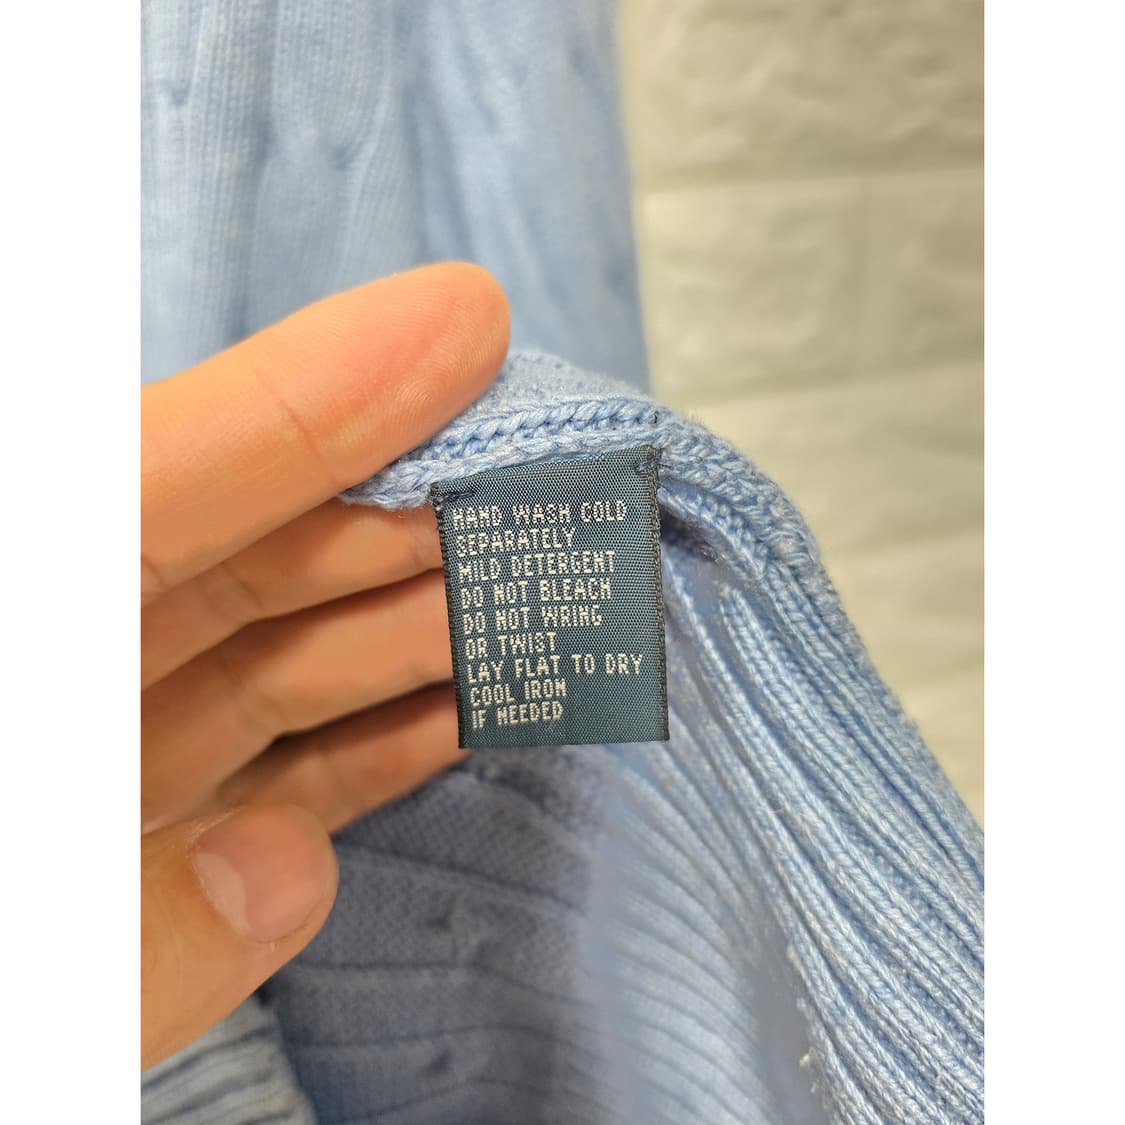 HAND WASH COLD
SEPARATELY
MILD DETERGENT
DO NOT BLEACH
DO NOT WRING
OR TWIST
LAY FLAT TO DRY
COOL IRON
IF NEEDED